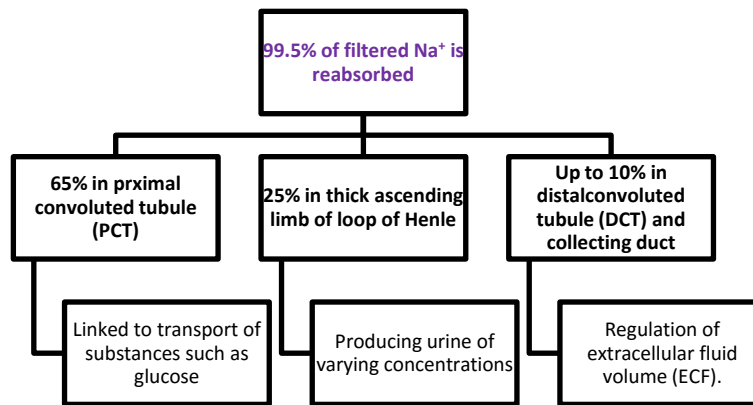 99.5% of filtered Na⁺ is
reabsorbed
65% in prximal
convoluted tubule
(PCT)
25% in thick ascending
limb of loop of Henle
Up to 10% in
distalconvoluted
tubule (DCT) and
collecting duct
Linked to transport of
substances such as
glucose
Producing urine of
varying concentrations
Regulation of
extracellular fluid
volume (ECF).